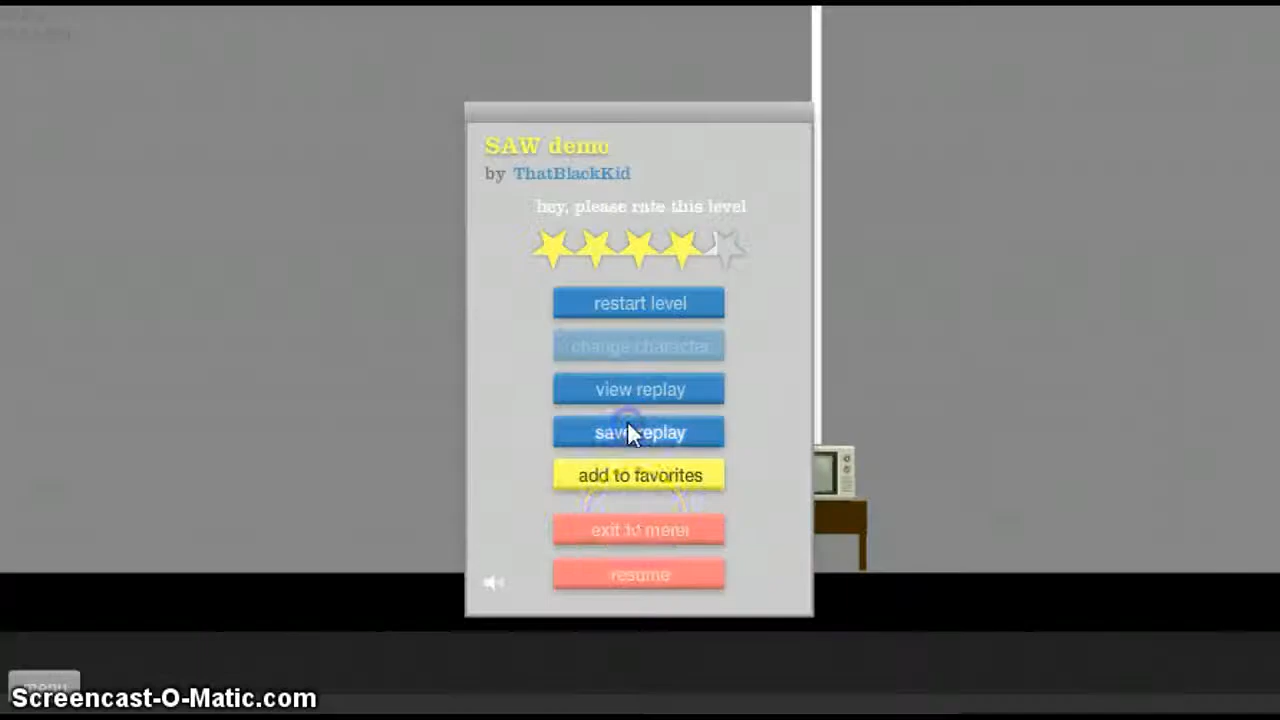 SAW demo
by ThatBlackKid
hey, please rate this level
restart level
change character
view replay
save replay
add to favorites
exit to menu
resume
menu
Screencast-O-Matic.com